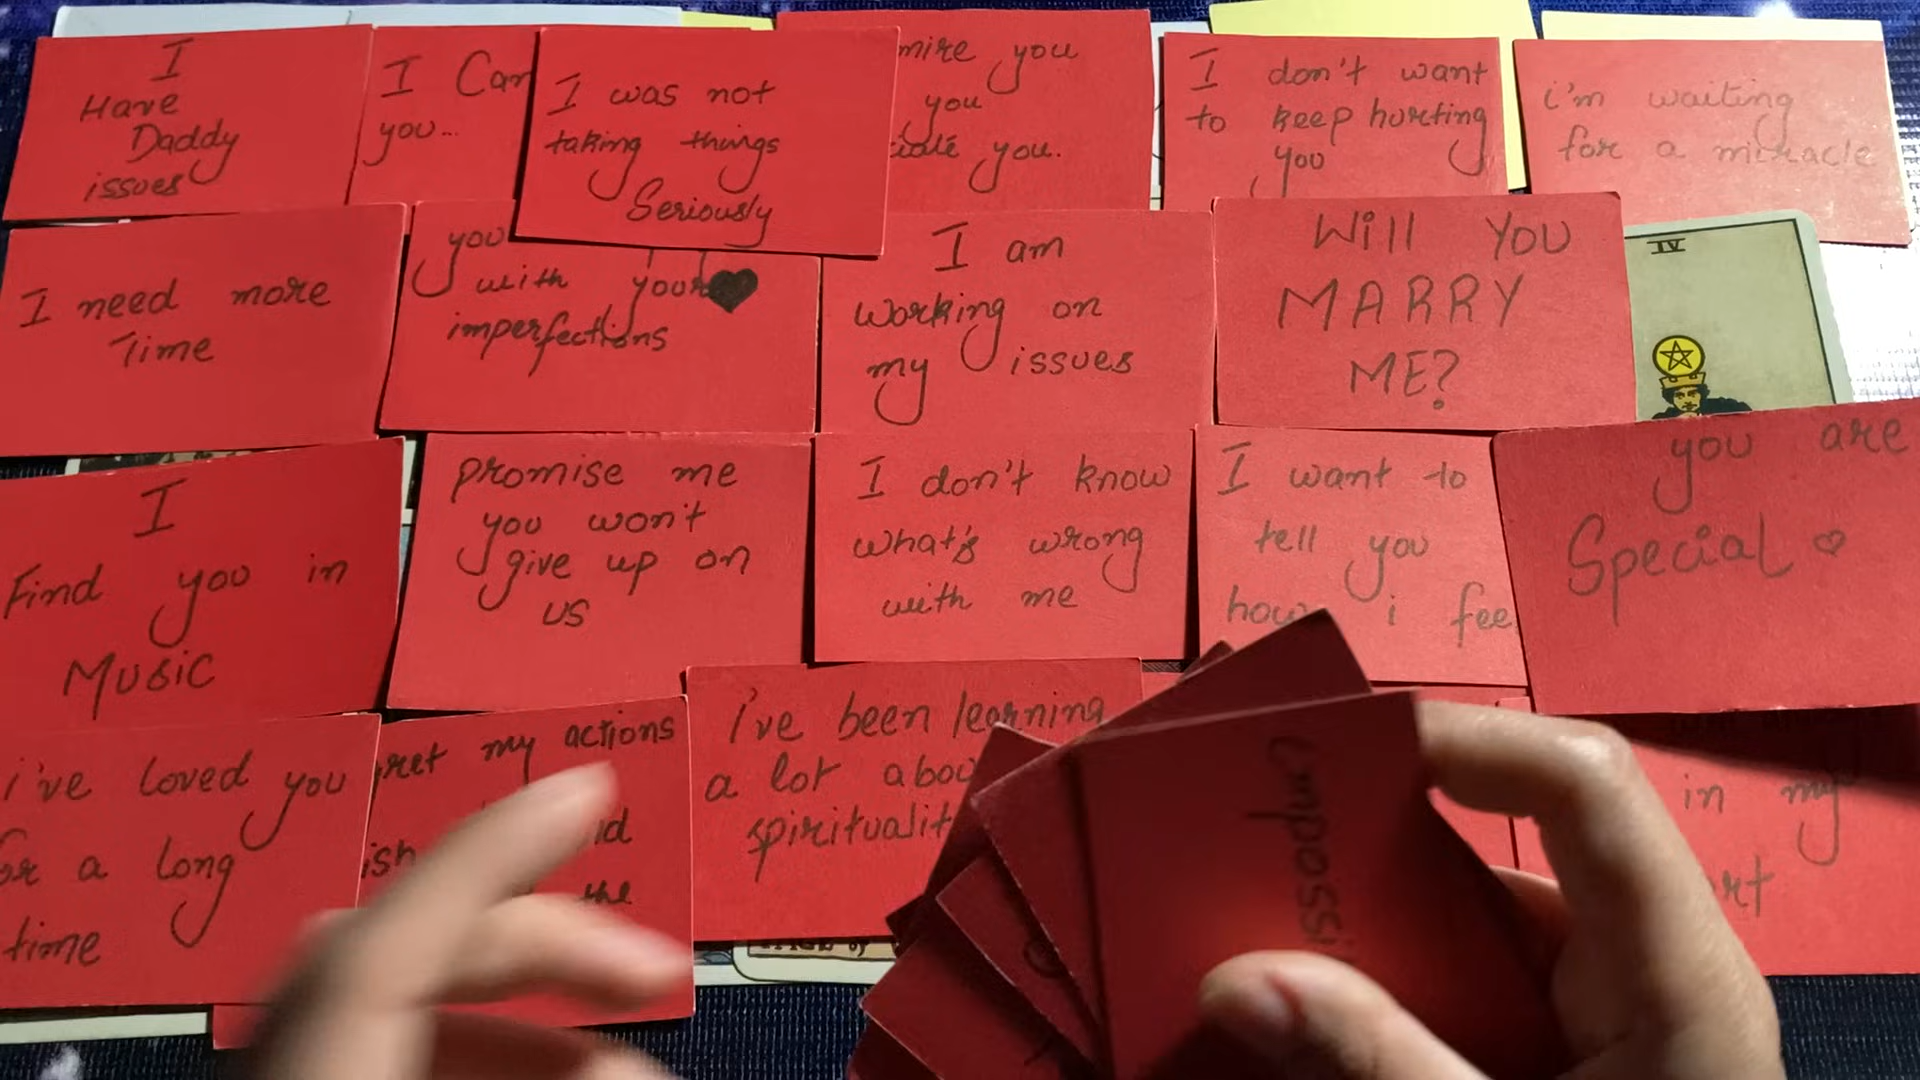 I
Have
Daddy
issues
I Can
you...
I was not
taking things
Seriously
mire you
you
you.
I don't want
to keep hurting
you
i'm waiting
for a miracle
I need more
Time
you
with your
imperfections
I am
working on
my issues
Will YOU
MARRY
ME?
IV
I
Find you in
MUSIC
promise me
you won't
give up on
us
I don't know
what's wrong
with me
I want to
tell you
how i fee
you are
Special
i've loved you
for a long
time
my actions
the
i've been learning
a lot abou
spiritualit
in my